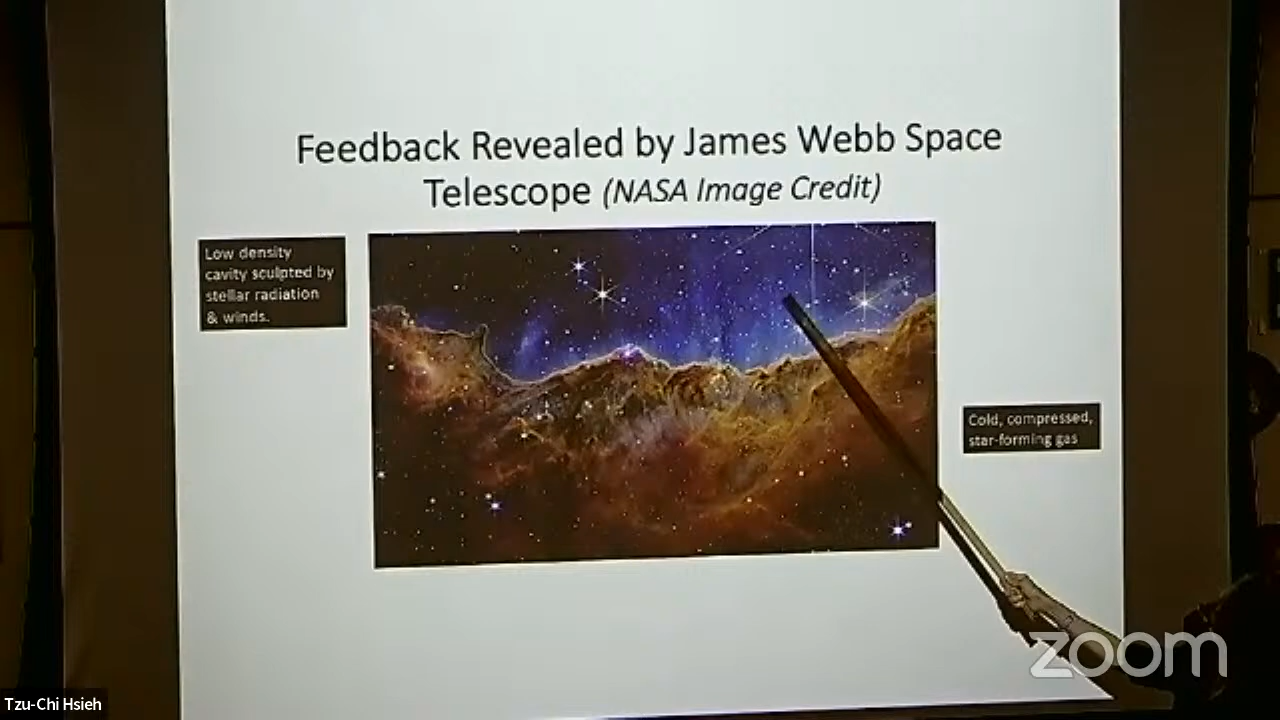 Feedback Revealed by James Webb Space
Telescope (NASA Image Credit)
Low density
cavity sculpted by
stellar radiation
& winds.
Cold, compressed,
star-forming gas
zoom
Tzu-Chi Hsieh